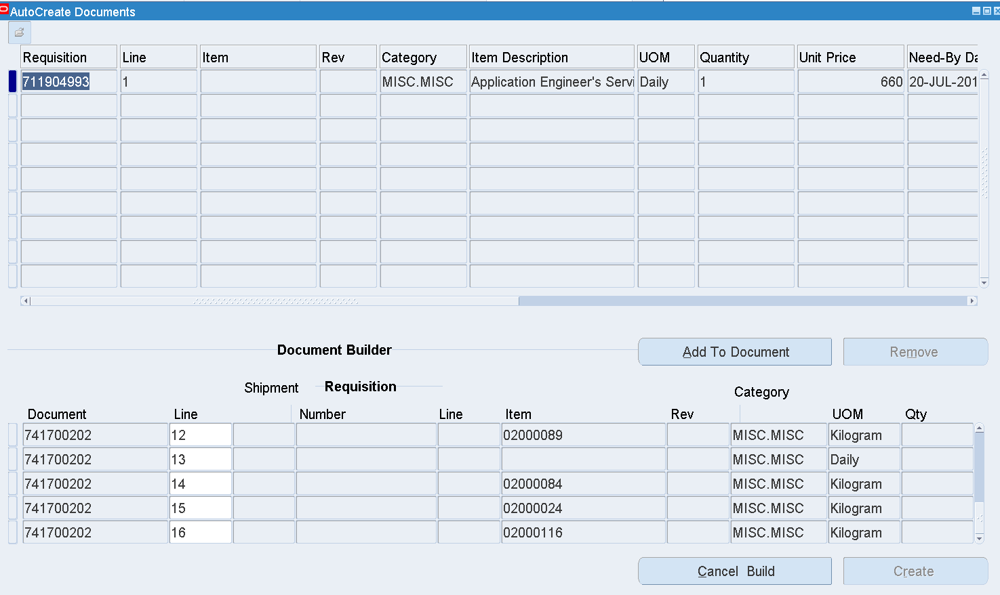 AutoCreate Documents
Requisition Line Item Rev Category Item Description UOM Quantity Unit Price Need-By Da
711904993 1 MISC.MISC Application Engineer's Servi Daily 1 660 20-JUL-201
Document Builder Add To Document Remove
Shipment Requisition Category
Document Line Number Line Item Rev UOM Qty
741700202 12 02000089 MISC.MISC Kilogram
741700202 13 MISC.MISC Daily
741700202 14 02000084 MISC.MISC Kilogram
741700202 15 02000024 MISC.MISC Kilogram
741700202 16 02000116 MISC.MISC Kilogram
Cancel Build Create